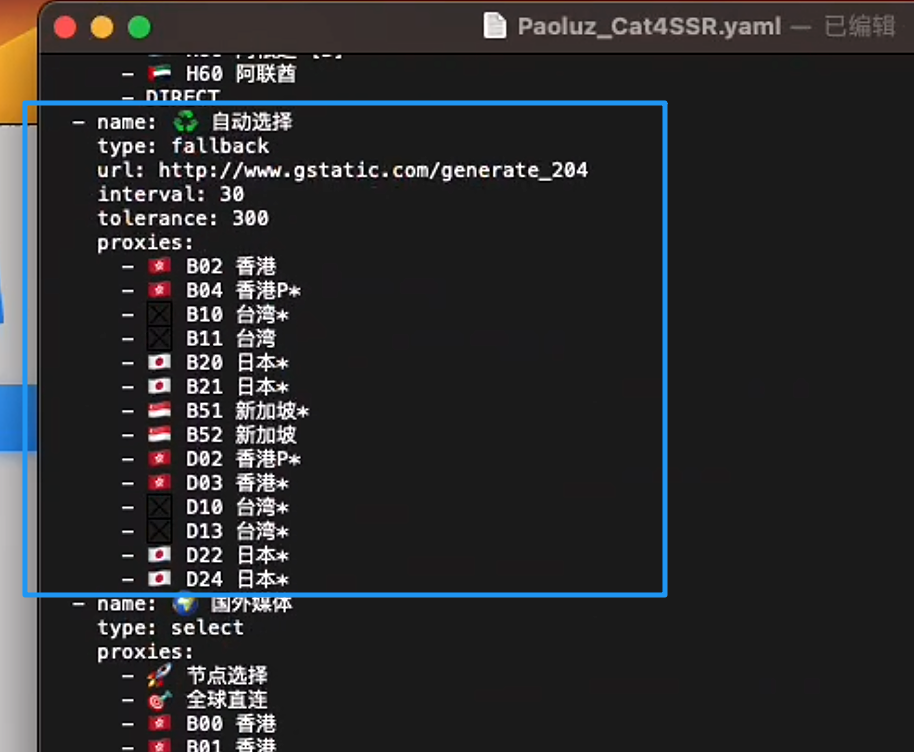 Paoluz_Cat4SSR.yaml — 已编辑
- 🇦🇪 H60 阿联酋
- DIRECT
- name: ♻️ 自动选择
type: fallback
url: http://www.gstatic.com/generate_204
interval: 30
tolerance: 300
proxies:
- 🇭🇰 B02 香港
- 🇭🇰 B04 香港P*
- B10 台湾*
- B11 台湾
- 🇯🇵 B20 日本*
- 🇯🇵 B21 日本*
- 🇸🇬 B51 新加坡*
- 🇸🇬 B52 新加坡
- 🇭🇰 D02 香港P*
- 🇭🇰 D03 香港*
- D10 台湾*
- D13 台湾*
- 🇯🇵 D22 日本*
- 🇯🇵 D24 日本*
- name: 🌍 国外媒体
type: select
proxies:
- 🚀 节点选择
- 🎯 全球直连
- 🇭🇰 B00 香港
- 🇭🇰 B01 香港